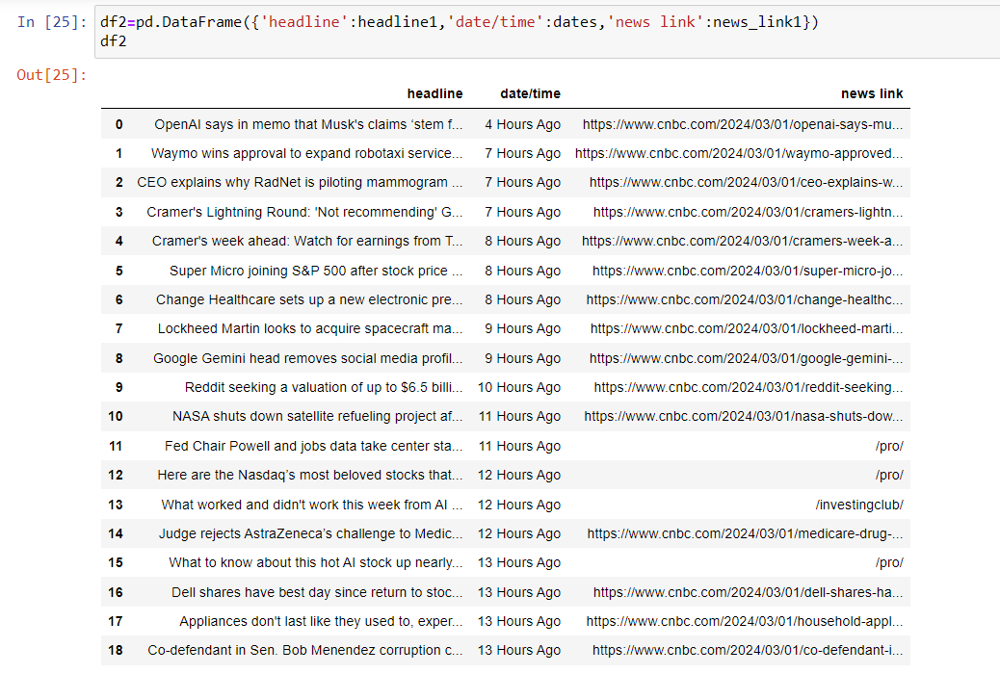 In [25]: df2=pd.DataFrame({'headline':headline1,'date/time':dates,'news link':news_link1})
df2
Out[25]:
headline date/time news link
0 OpenAI says in memo that Musk's claims ‘stem f... 4 Hours Ago https://www.cnbc.com/2024/03/01/openai-says-mu...
1 Waymo wins approval to expand robotaxi service... 7 Hours Ago https://www.cnbc.com/2024/03/01/waymo-approved...
2 CEO explains why RadNet is piloting mammogram ... 7 Hours Ago https://www.cnbc.com/2024/03/01/ceo-explains-w...
3 Cramer's Lightning Round: 'Not recommending' G... 7 Hours Ago https://www.cnbc.com/2024/03/01/cramers-lightn...
4 Cramer's week ahead: Watch for earnings from T... 8 Hours Ago https://www.cnbc.com/2024/03/01/cramers-week-a...
5 Super Micro joining S&P 500 after stock price ... 8 Hours Ago https://www.cnbc.com/2024/03/01/super-micro-jo...
6 Change Healthcare sets up a new electronic pre... 8 Hours Ago https://www.cnbc.com/2024/03/01/change-healthc...
7 Lockheed Martin looks to acquire spacecraft ma... 9 Hours Ago https://www.cnbc.com/2024/03/01/lockheed-marti...
8 Google Gemini head removes social media profil... 9 Hours Ago https://www.cnbc.com/2024/03/01/google-gemini-...
9 Reddit seeking a valuation of up to $6.5 billi... 10 Hours Ago https://www.cnbc.com/2024/03/01/reddit-seeking...
10 NASA shuts down satellite refueling project af... 11 Hours Ago https://www.cnbc.com/2024/03/01/nasa-shuts-dow...
11 Fed Chair Powell and jobs data take center sta... 11 Hours Ago /pro/
12 Here are the Nasdaq’s most beloved stocks that... 12 Hours Ago /pro/
13 What worked and didn't work this week from AI ... 12 Hours Ago /investingclub/
14 Judge rejects AstraZeneca’s challenge to Medic... 12 Hours Ago https://www.cnbc.com/2024/03/01/medicare-drug-...
15 What to know about this hot AI stock up nearly... 13 Hours Ago /pro/
16 Dell shares have best day since return to stoc... 13 Hours Ago https://www.cnbc.com/2024/03/01/dell-shares-ha...
17 Appliances don't last like they used to, exper... 13 Hours Ago https://www.cnbc.com/2024/03/01/household-appl...
18 Co-defendant in Sen. Bob Menendez corruption c... 13 Hours Ago https://www.cnbc.com/2024/03/01/co-defendant-i...